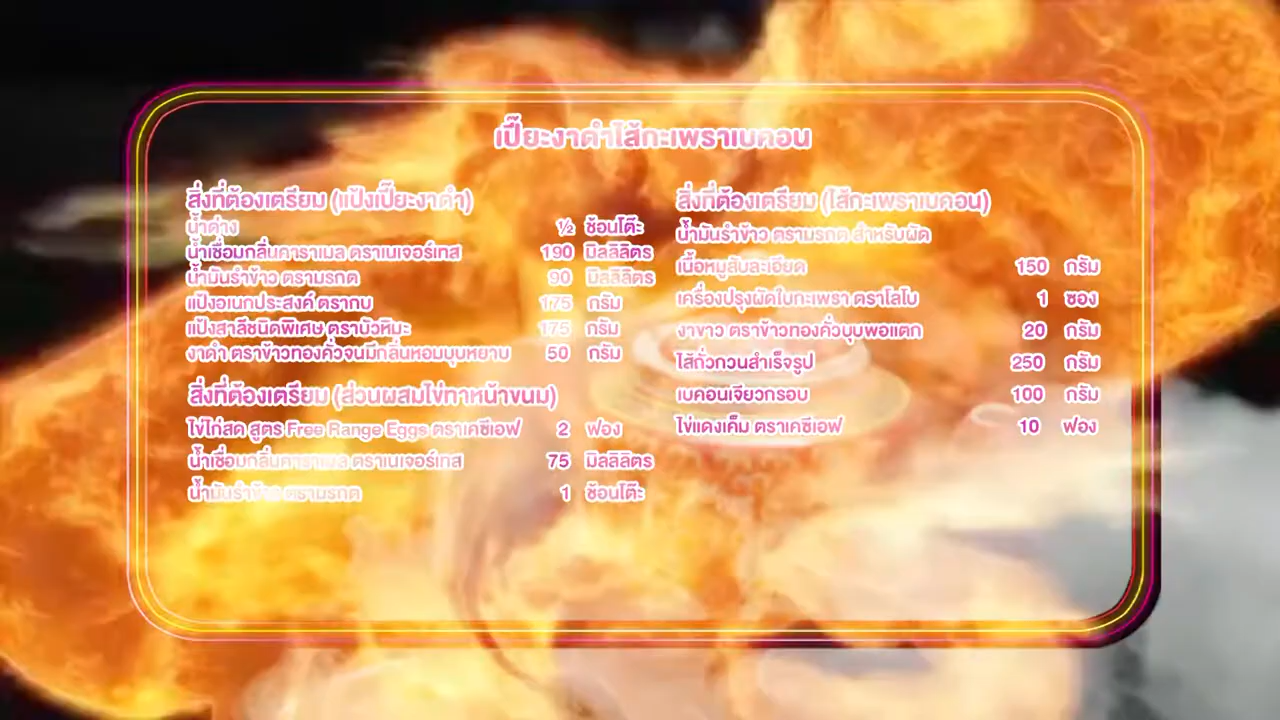 เปี๊ยะงาดำไส้กะเพราเบคอน
สิ่งที่ต้องเตรียม (แป้งเปี๊ยะงาดำ)
น้ำด่าง ½ ช้อนโต๊ะ
น้ำเชื่อมกลิ่นคาราเมล ตราเนเจอร์เทส 190 มิลลิลิตร
น้ำมันรำข้าว ตรามรกต 90 มิลลิลิตร
แป้งอเนกประสงค์ ตรากบ 175 กรัม
แป้งสาลีชนิดพิเศษ ตราบัวหิมะ 175 กรัม
งาดำ ตราข้าวทองคั่วจนมีกลิ่นหอมบุบหยาบ 50 กรัม
สิ่งที่ต้องเตรียม (ส่วนผสมไข่ทาหน้าขนม)
ไข่ไก่สด สูตร Free Range Eggs ตราเคซีเอฟ 2 ฟอง
น้ำเชื่อมกลิ่นคาราเมล ตราเนเจอร์เทส 75 มิลลิลิตร
น้ำมันรำข้าว ตรามรกต 1 ช้อนโต๊ะ
สิ่งที่ต้องเตรียม (ไส้กะเพราเบคอน)
น้ำมันรำข้าว ตรามรกต สำหรับผัด
เนื้อหมูสับละเอียด 150 กรัม
เครื่องปรุงผัดใบกะเพรา ตราโลโบ 1 ซอง
งาขาว ตราข้าวทองคั่วบุบพอแตก 20 กรัม
ไส้ถั่วกวนสำเร็จรูป 250 กรัม
เบคอนเจียวกรอบ 100 กรัม
ไข่แดงเค็ม ตราเคซีเอฟ 10 ฟอง